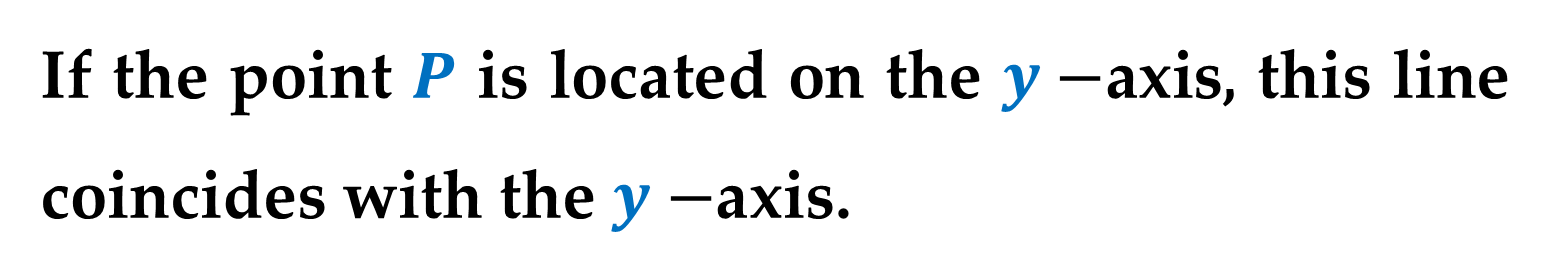 If the point P is located on the y −axis, this line
coincides with the y −axis.